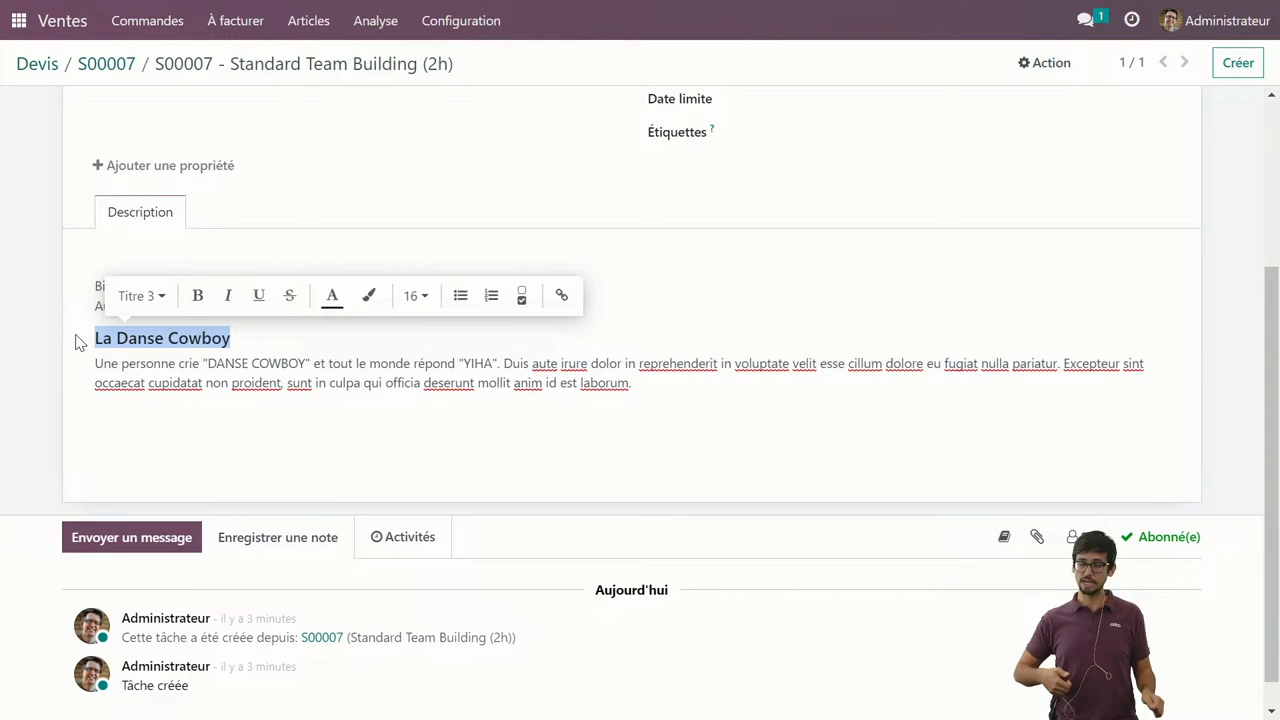 Ventes Commandes À facturer Articles Analyse Configuration 1 Administrateur
Devis / S00007 / S00007 - Standard Team Building (2h) Action 1 / 1 Créer
Date limite
Étiquettes ?
Ajouter une propriété
Description
Titre 3 B I U S A 16
La Danse Cowboy
Une personne crie "DANSE COWBOY" et tout le monde répond "YIHA". Duis aute irure dolor in reprehenderit in voluptate velit esse cillum dolore eu fugiat nulla pariatur. Excepteur sint
occaecat cupidatat non proident, sunt in culpa qui officia deserunt mollit anim id est laborum.
Envoyer un message Enregistrer une note Activités Abonné(e)
Aujourd'hui
Administrateur - il y a 3 minutes
Cette tâche a été créée depuis: S00007 (Standard Team Building (2h))
Administrateur - il y a 3 minutes
Tâche créée
odoo